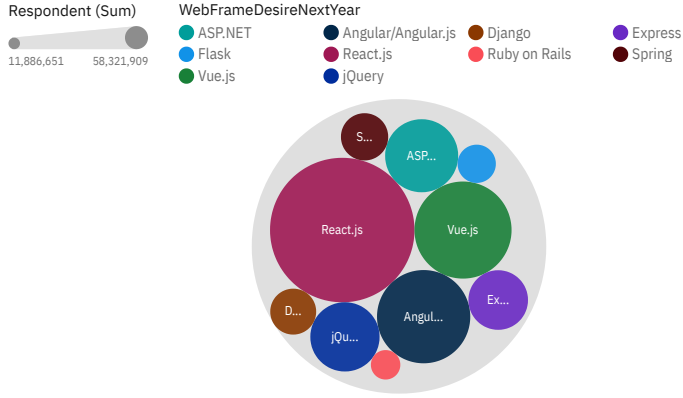 Respondent (Sum)
11,886,651 58,321,909
WebFrameDesireNextYear
ASP.NET Angular/Angular.js Django Express
Flask React.js Ruby on Rails Spring
Vue.js jQuery
S...
ASP...
React.js
Vue.js
Ex...
D...
Angul...
jQu...